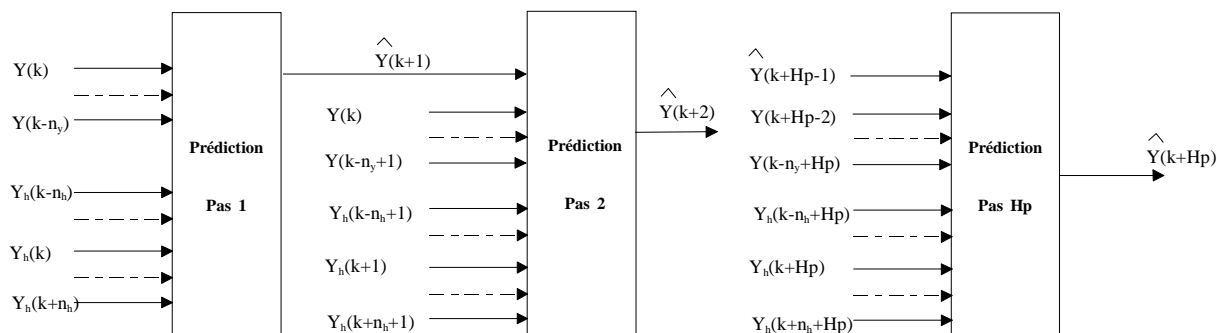 Y(k)
Y(k-n_y)
Y_h(k-n_h)
Y_h(k)
Y_h(k+n_h)
Prédiction
Pas 1
Ŷ(k+1)
Y(k)
Y(k-n_y+1)
Y_h(k-n_h+1)
Y_h(k+1)
Y_h(k+n_h+1)
Prédiction
Pas 2
Ŷ(k+2)
Ŷ(k+Hp-1)
Ŷ(k+Hp-2)
Y(k-n_y+Hp)
Y_h(k-n_h+Hp)
Y_h(k+Hp)
Y_h(k+n_h+Hp)
Prédiction
Pas Hp
Ŷ(k+Hp)